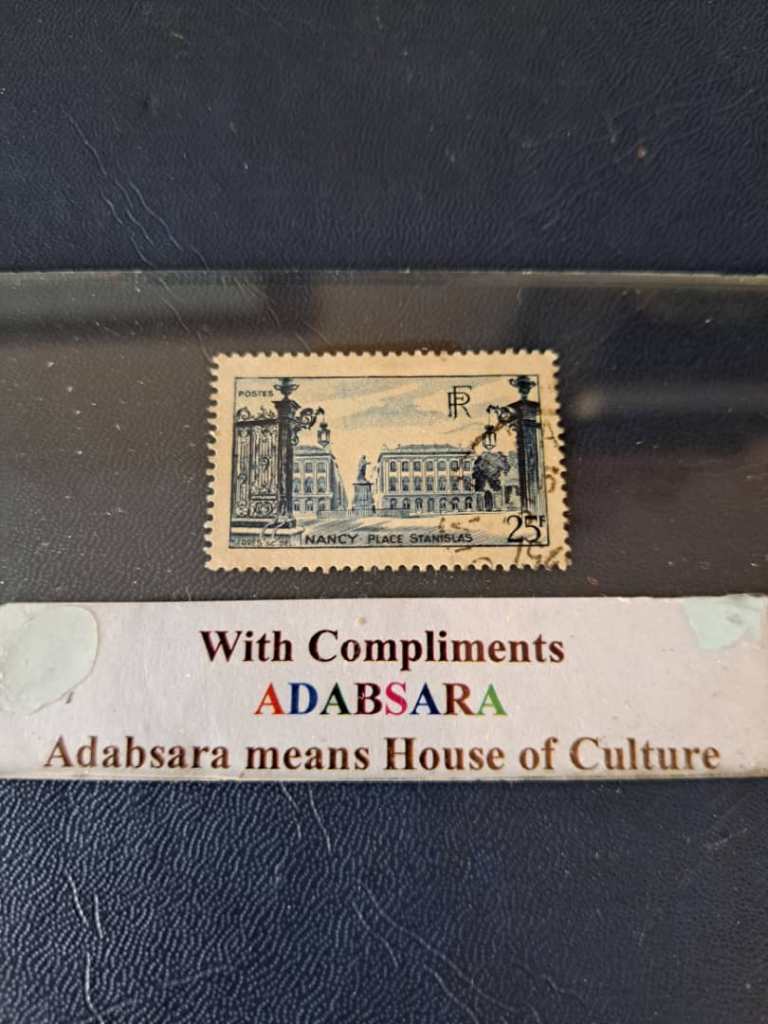 POSTES
RF
25F
NANCY PLACE STANISLAS
With Compliments
ADABSARA
Adabsara means House of Culture